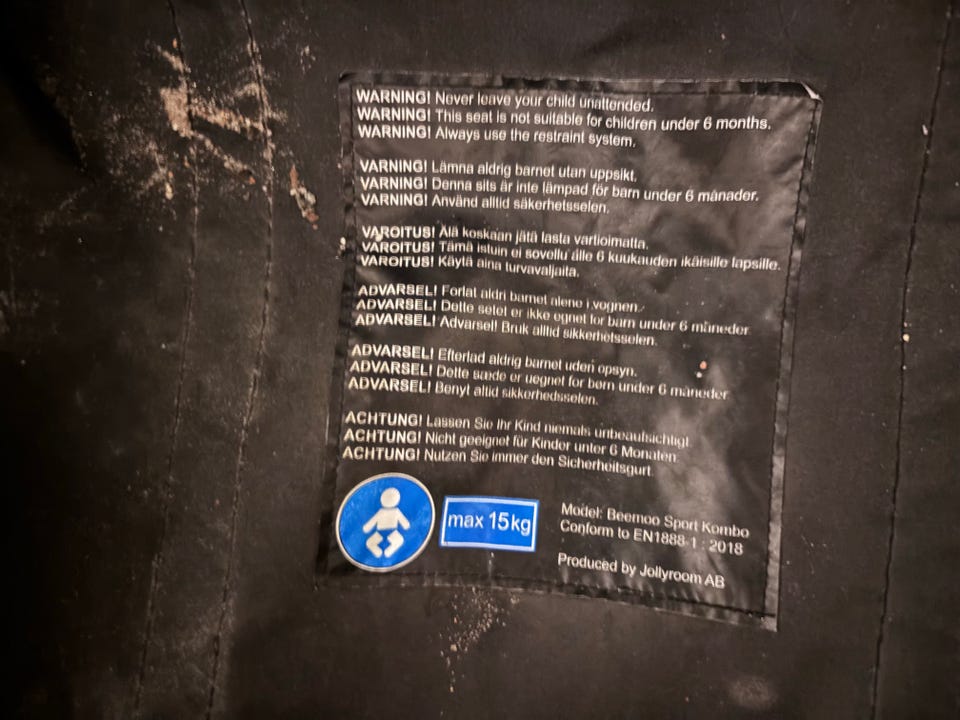 WARNING! Never leave your child unattended.
WARNING! This seat is not suitable for children under 6 months.
WARNING! Always use the restraint system.
VARNING! Lämna aldrig barnet utan uppsikt.
VARNING! Denna sits är inte lämpad för barn under 6 månader.
VARNING! Använd alltid säkerhetsselen.
VAROITUS! Älä koskaan jätä lasta vartioimatta.
VAROITUS! Tämä istuin ei sovellu alle 6 kuukauden ikäisille lapsille.
VAROITUS! Käytä aina turvavaljaita.
ADVARSEL! Forlat aldri barnet alene i vognen.
ADVARSEL! Dette setet er ikke egnet for barn under 6 måneder
ADVARSEL! Advarsel! Bruk alltid sikkerhetsselen.
ADVARSEL! Efterlad aldrig barnet uden opsyn.
ADVARSEL! Dette sæde er uegnet for børn under 6 måneder
ADVARSEL! Benyt altid sikkerhedsselen.
ACHTUNG! Lassen Sie Ihr Kind niemals unbeaufsichtigt
ACHTUNG! Nicht geeignet für Kinder unter 6 Monaten.
ACHTUNG! Nutzen Sie immer den Sicherheitsgurt
max 15kg
Model: Beemoo Sport Kombo
Conform to EN1888-1 : 2018
Produced by Jollyroom AB